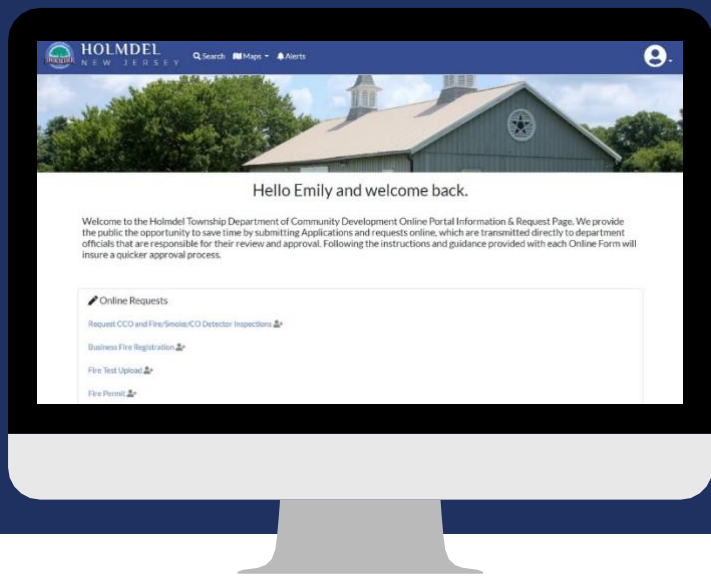 HOLMDEL
NEW JERSEY
Search Maps Alerts
Hello Emily and welcome back.
Welcome to the Holmdel Township Department of Community Development Online Portal Information & Request Page. We provide
the public the opportunity to save time by submitting Applications and requests online, which are transmitted directly to department
officials that are responsible for their review and approval. Following the instructions and guidance provided with each Online Form will
insure a quicker approval process.
Online Requests
Request CCO and Fire/Smoke/CO Detector Inspections
Business Fire Registration
Fire Test Upload
Fire Permit